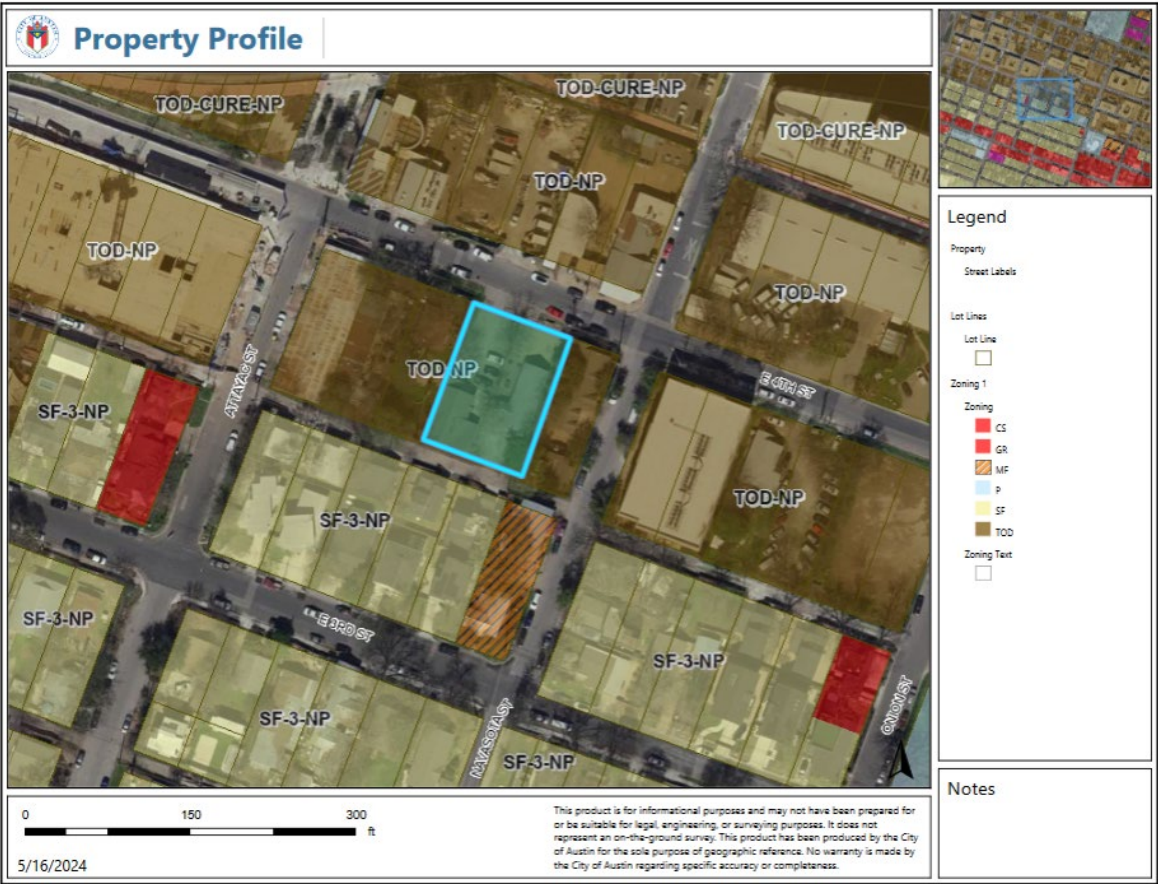 Property Profile
TOD-CURE-NP
TOD-CURE-NP
TOD-CURE-NP
TOD-NP
TOD-NP
TOD-NP
TOD-NP
E 4TH ST
ATTAYAC ST
SF-3-NP
TOD-NP
SF-3-NP
SF-3-NP
E 3RD ST
SF-3-NP
SF-3-NP
NAVASOTA ST
SF-3-NP
ONION ST
Legend
Property
Street Labels
Lot Lines
Lot Line
Zoning 1
Zoning
CS
GR
MF
P
SF
TOD
Zoning Text
Notes
0 150 300
ft
5/16/2024
This product is for informational purposes and may not have been prepared for
or be suitable for legal, engineering, or surveying purposes. It does not
represent an on-the-ground survey. This product has been produced by the City
of Austin for the sole purpose of geographic reference. No warranty is made by
the City of Austin regarding specific accuracy or completeness.